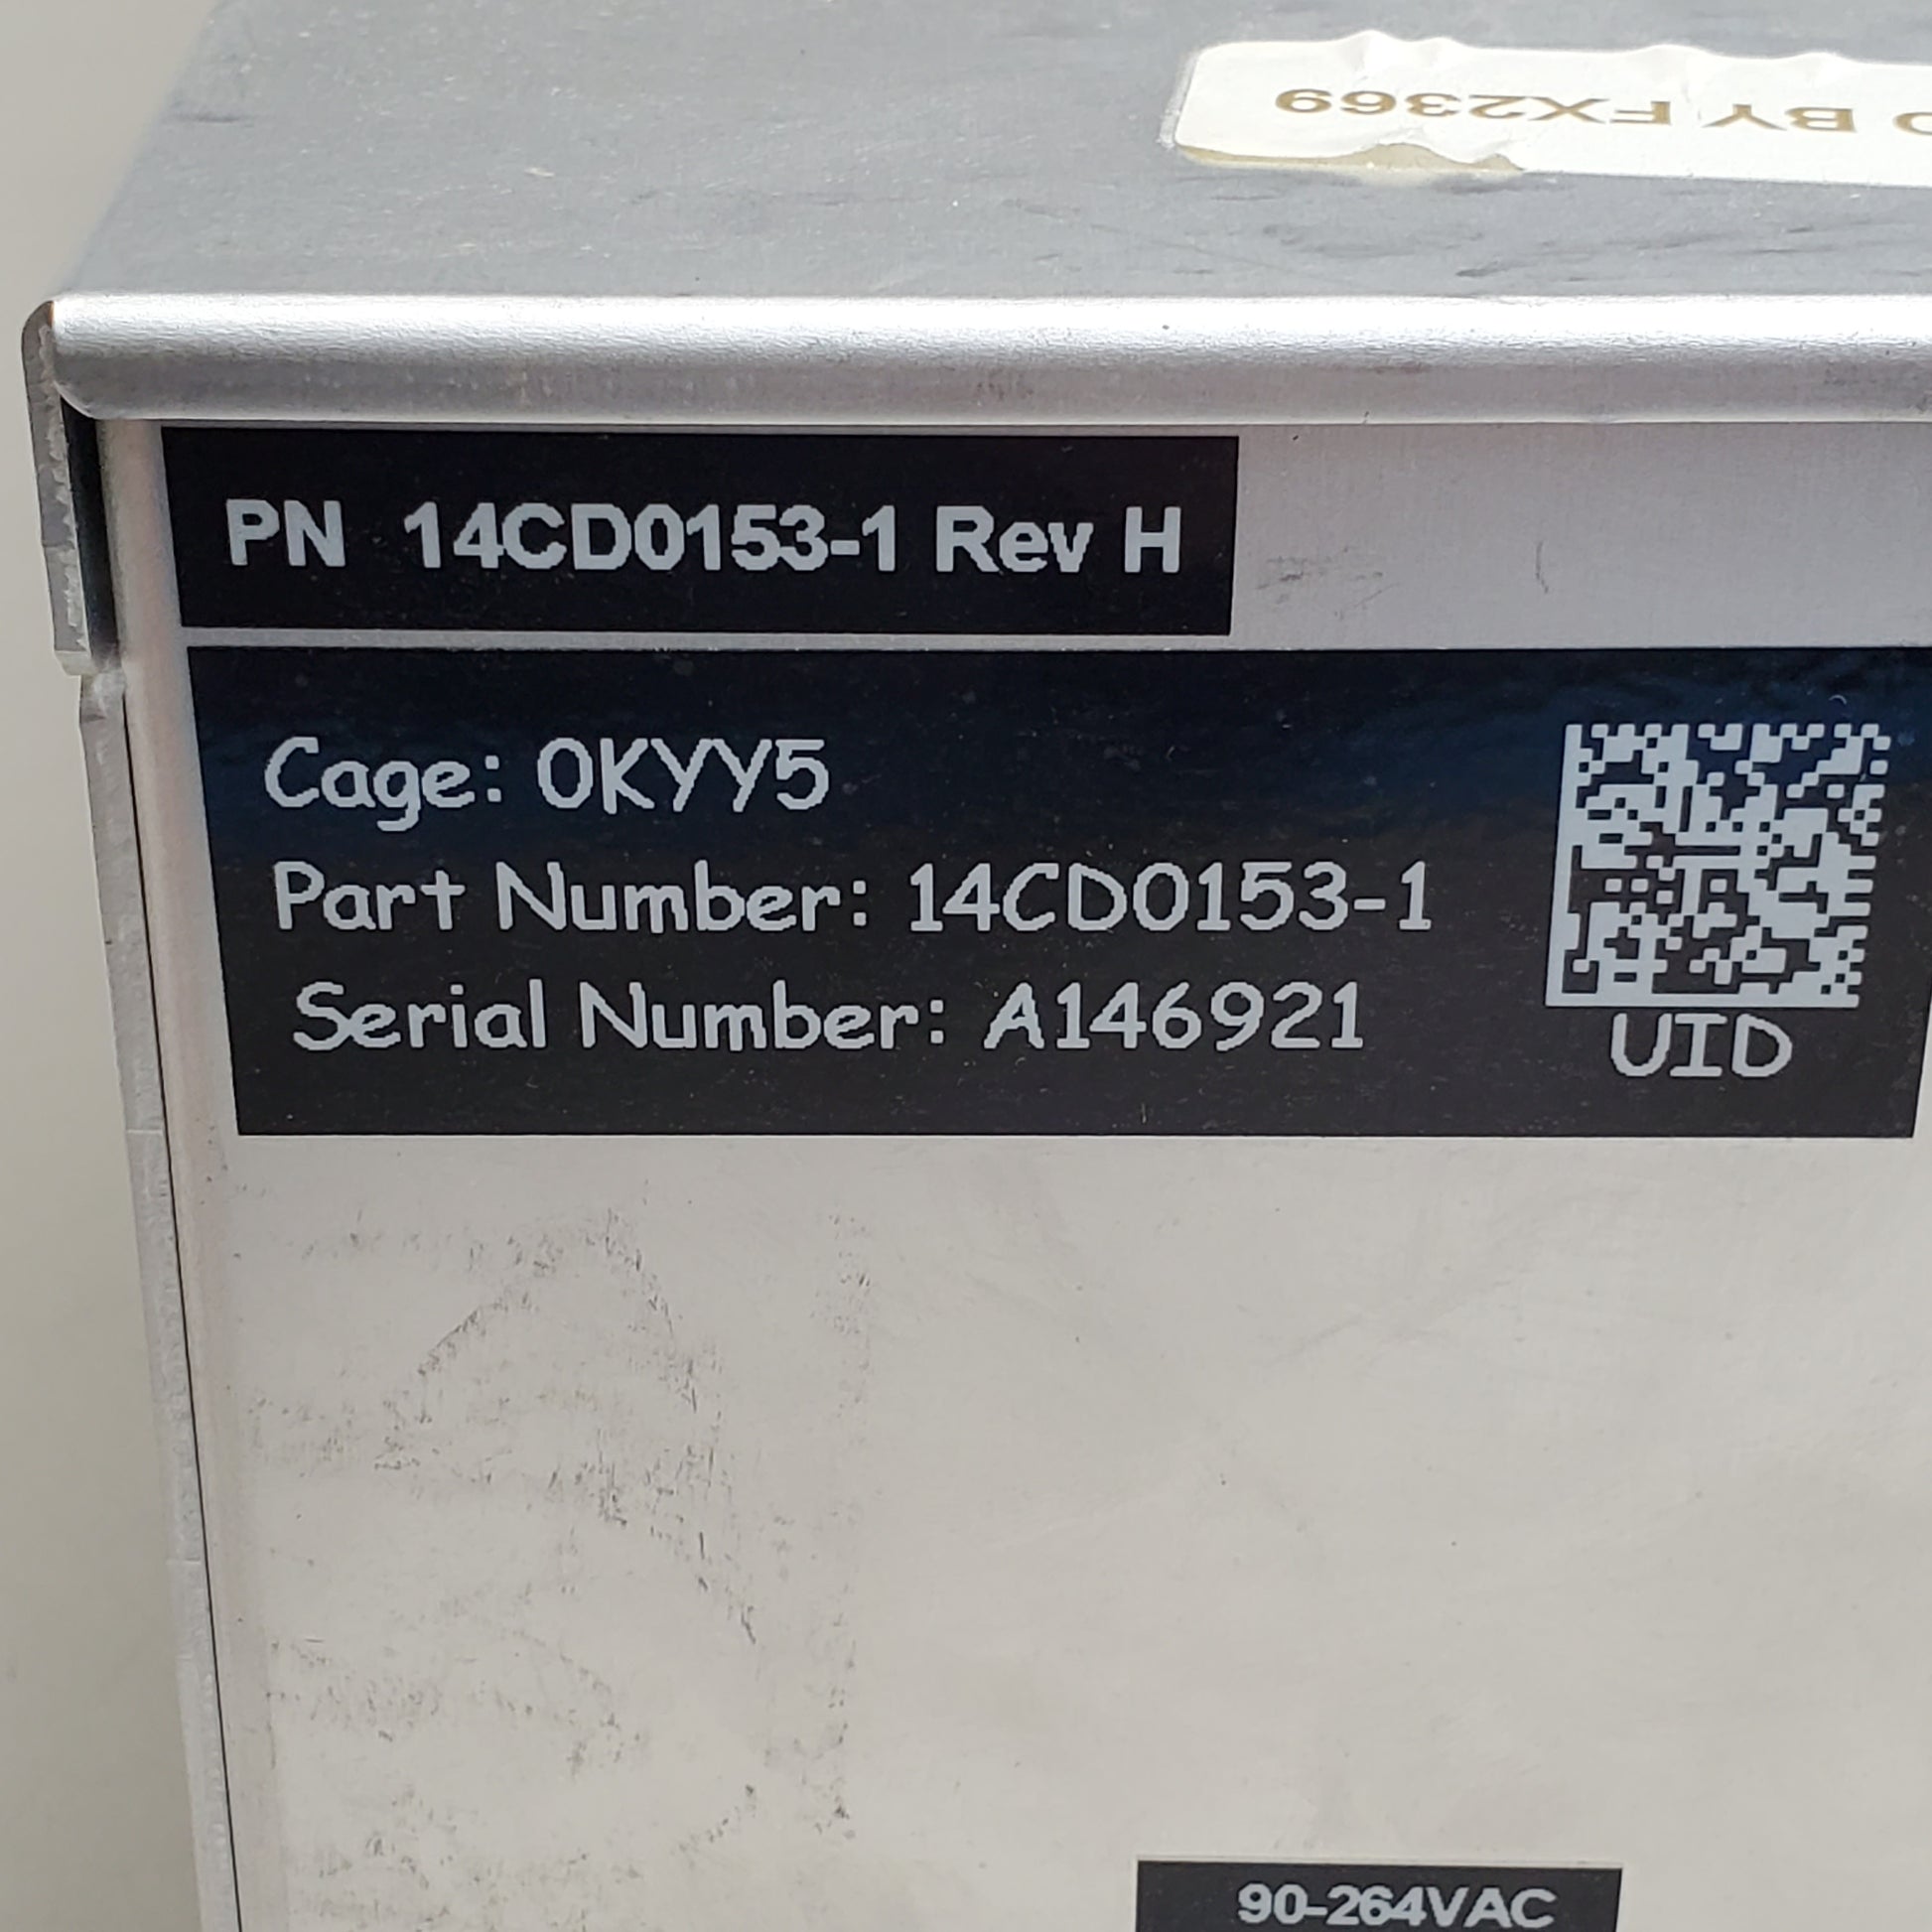 D BY FX2369
PN 14CD0153-1 Rev H
Cage: 0KYY5
Part Number: 14CD0153-1
Serial Number: A146921
UID
90-264VAC